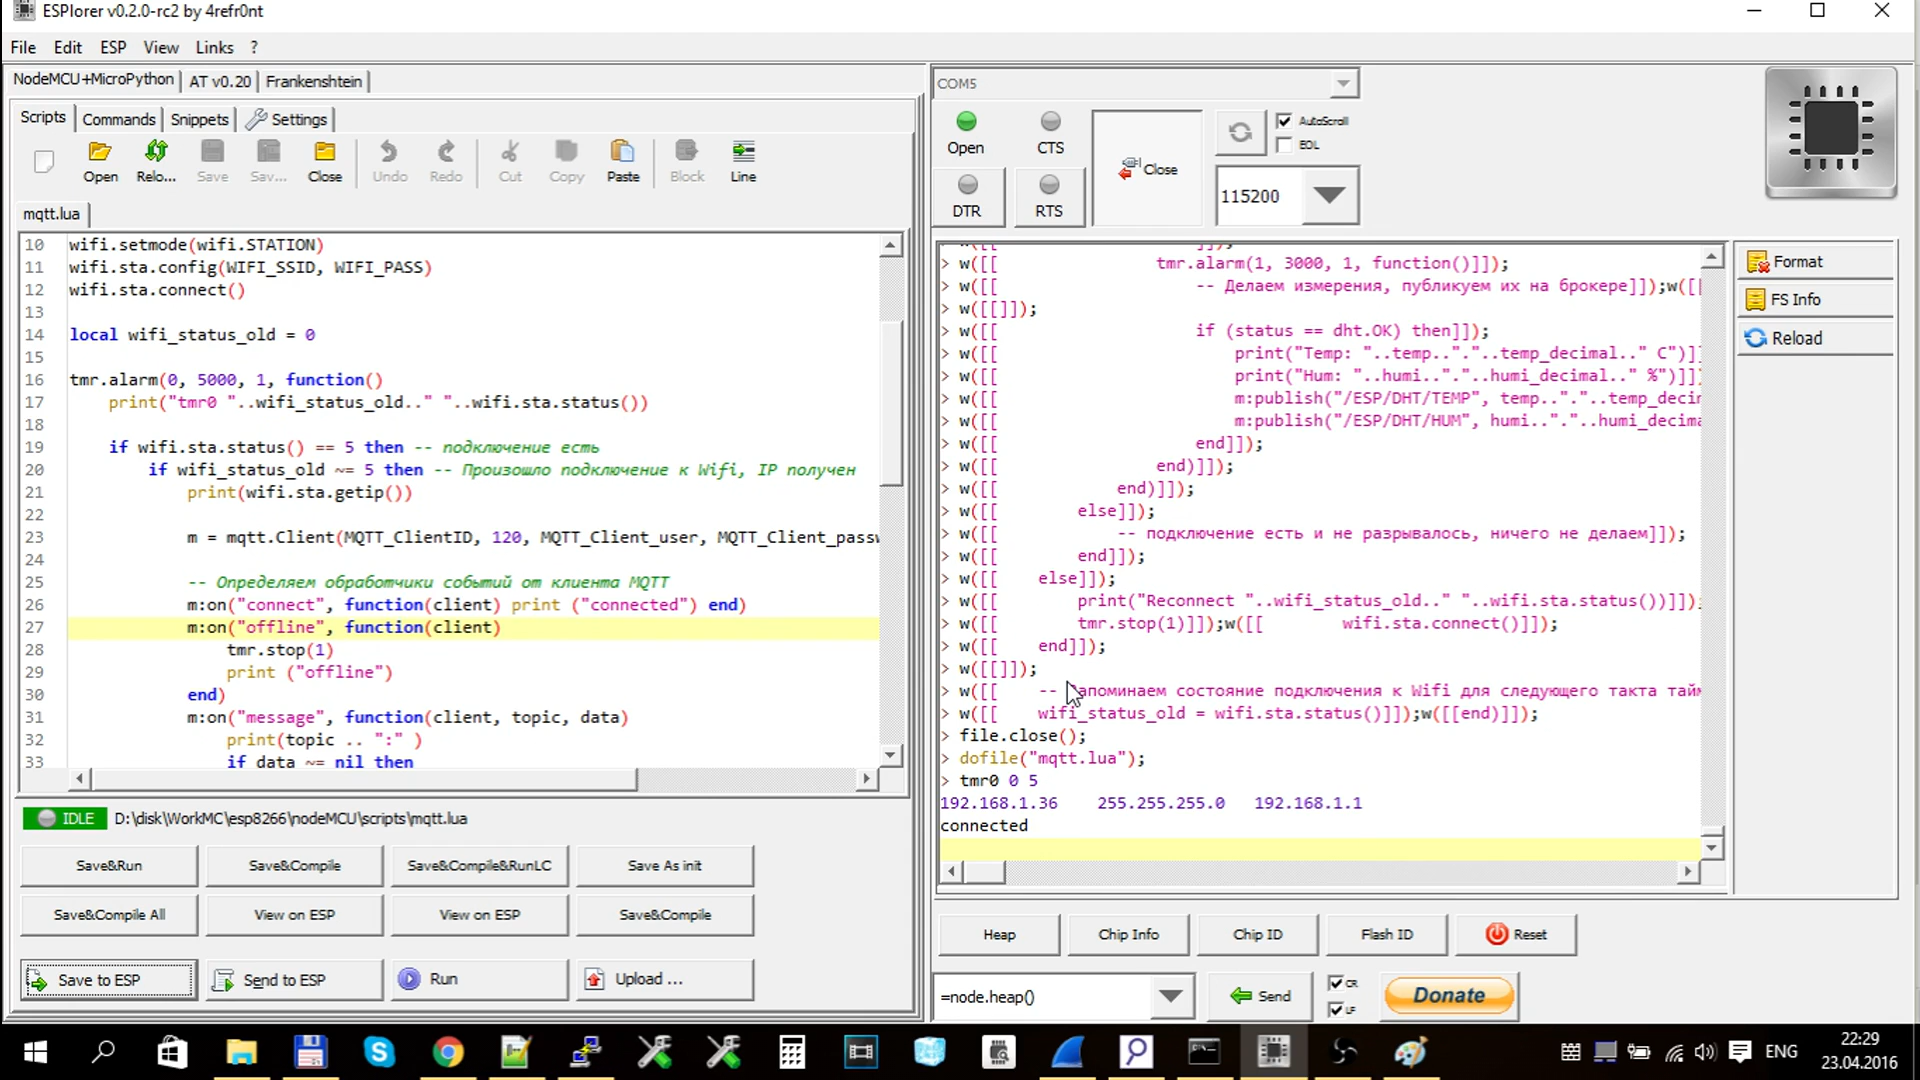 ESPlorer v0.2.0-rc2 by 4refr0nt
File Edit ESP View Links ?
NodeMCU+MicroPython AT v0.20 Frankenshtein
Scripts Commands Snippets Settings
Open Relo... Save Sav... Close Undo Redo Cut Copy Paste Block Line
mqtt.lua
10 wifi.setmode(wifi.STATION)
11 wifi.sta.config(WIFI_SSID, WIFI_PASS)
12 wifi.sta.connect()
13
14 local wifi_status_old = 0
15
16 tmr.alarm(0, 5000, 1, function()
17 print("tmr0 "..wifi_status_old.." "..wifi.sta.status())
18
19 if wifi.sta.status() == 5 then -- подключение есть
20 if wifi_status_old ~= 5 then -- Произошло подключение к Wifi, IP получен
21 print(wifi.sta.getip())
22
23 m = mqtt.Client(MQTT_ClientID, 120, MQTT_Client_user, MQTT_Client_passw
24
25 -- Определяем обработчики событий от клиента MQTT
26 m:on("connect", function(client) print ("connected") end)
27 m:on("offline", function(client)
28 tmr.stop(1)
29 print ("offline")
30 end)
31 m:on("message", function(client, topic, data)
32 print(topic .. ":" )
33 if data ~= nil then
IDLE D:\disk\WorkMC\esp8266\nodeMCU\scripts\mqtt.lua
Save&Run Save&Compile Save&Compile&RunLC Save As init
Save&Compile All View on ESP View on ESP Save&Compile
Save to ESP Send to ESP Run Upload ...
COM5
Open CTS Close AutoScroll
EOL
DTR RTS 115200
> w([[ tmr.alarm(1, 3000, 1, function()]]);
> w([[ -- Делаем измерения, публикуем их на брокере]]);w([[
> w([[]]);
> w([[ if (status == dht.OK) then]]);
> w([[ print("Temp: "..temp.."."..temp_decimal.." C")]]
> w([[ print("Hum: "..humi.."."..humi_decimal.." %")]])
> w([[ m:publish("/ESP/DHT/TEMP", temp.."."..temp_decim
> w([[ m:publish("/ESP/DHT/HUM", humi.."."..humi_decima
> w([[ end]]);
> w([[ end)]]);
> w([[ end)]]);
> w([[ else]]);
> w([[ -- подключение есть и не разрывалось, ничего не делаем]]);
> w([[ end]]);
> w([[ else]]);
> w([[ print("Reconnect "..wifi_status_old.." "..wifi.sta.status())]]);
> w([[ tmr.stop(1)]]);w([[ wifi.sta.connect()]]);
> w([[ end]]);
> w([[]]);
> w([[ -- Запоминаем состояние подключения к Wifi для следующего такта тайм
> w([[ wifi_status_old = wifi.sta.status()]]);w([[end)]]);
> file.close();
> dofile("mqtt.lua");
> tmr0 0 5
192.168.1.36 255.255.255.0 192.168.1.1
connected
Format
FS Info
Reload
Heap Chip Info Chip ID Flash ID Reset
=node.heap() Send CR Donate
LF
ENG 22:29
23.04.2016